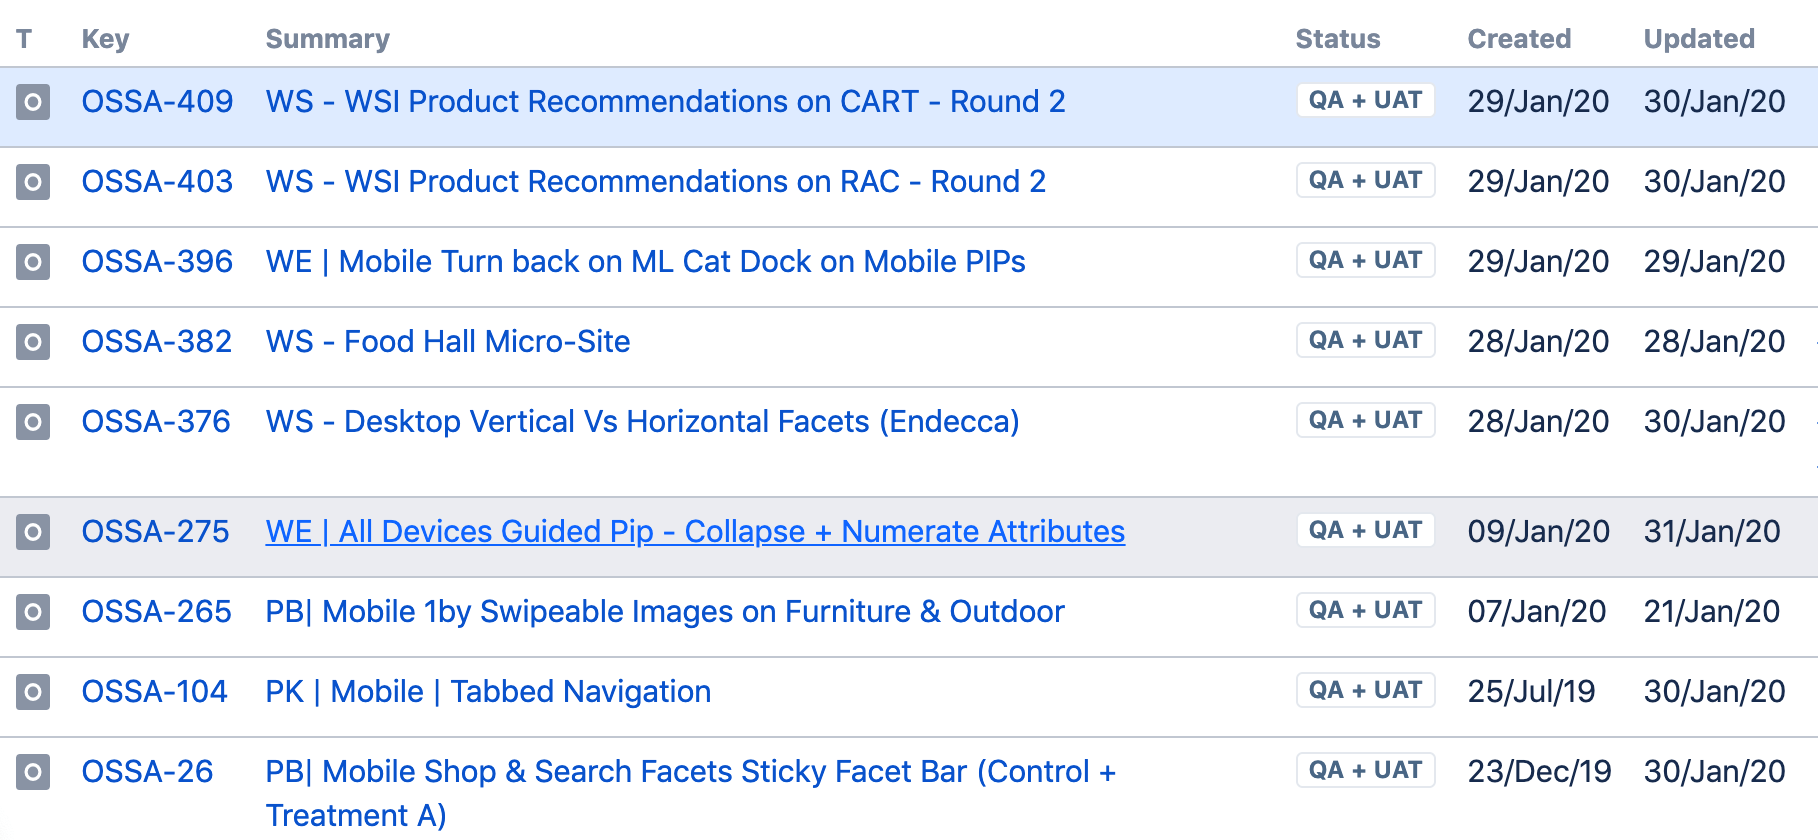 T Key Summary Status Created Updated
O OSSA-409 WS - WSI Product Recommendations on CART - Round 2 QA + UAT 29/Jan/20 30/Jan/20
O OSSA-403 WS - WSI Product Recommendations on RAC - Round 2 QA + UAT 29/Jan/20 30/Jan/20
O OSSA-396 WE | Mobile Turn back on ML Cat Dock on Mobile PIPs QA + UAT 29/Jan/20 29/Jan/20
O OSSA-382 WS - Food Hall Micro-Site QA + UAT 28/Jan/20 28/Jan/20
O OSSA-376 WS - Desktop Vertical Vs Horizontal Facets (Endecca) QA + UAT 28/Jan/20 30/Jan/20
O OSSA-275 WE | All Devices Guided Pip - Collapse + Numerate Attributes QA + UAT 09/Jan/20 31/Jan/20
O OSSA-265 PB| Mobile 1by Swipeable Images on Furniture & Outdoor QA + UAT 07/Jan/20 21/Jan/20
O OSSA-104 PK | Mobile | Tabbed Navigation QA + UAT 25/Jul/19 30/Jan/20
O OSSA-26 PB| Mobile Shop & Search Facets Sticky Facet Bar (Control + QA + UAT 23/Dec/19 30/Jan/20
Treatment A)